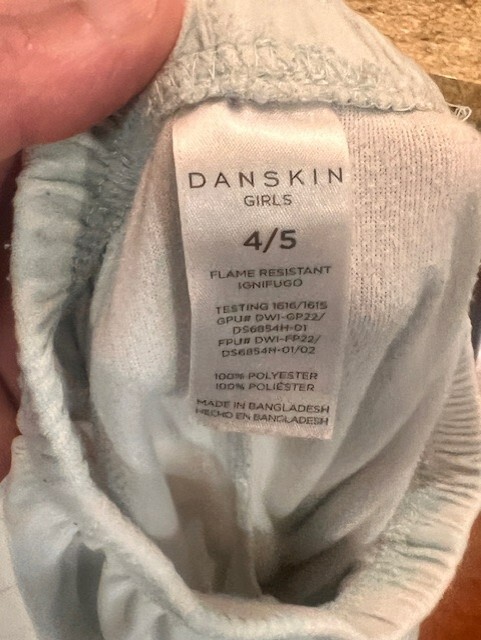 DANSKIN
GIRLS
4/5
FLAME RESISTANT
IGNIFUGO
TESTING 1616/1615
GPU# DWI-GP22/
DS6854H-01
FPU# DWI-FP22/
DS6854H-01/02
100% POLYESTER
100% POLIÉSTER
MADE IN BANGLADESH
HECHO EN BANGLADESH